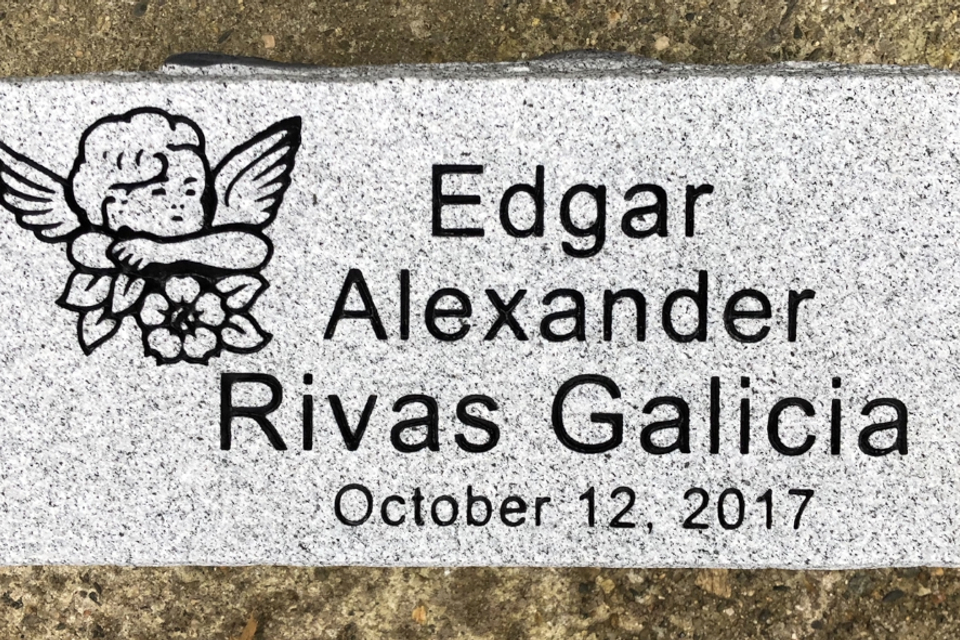 Edgar
Alexander
Rivas Galicia
October 12, 2017